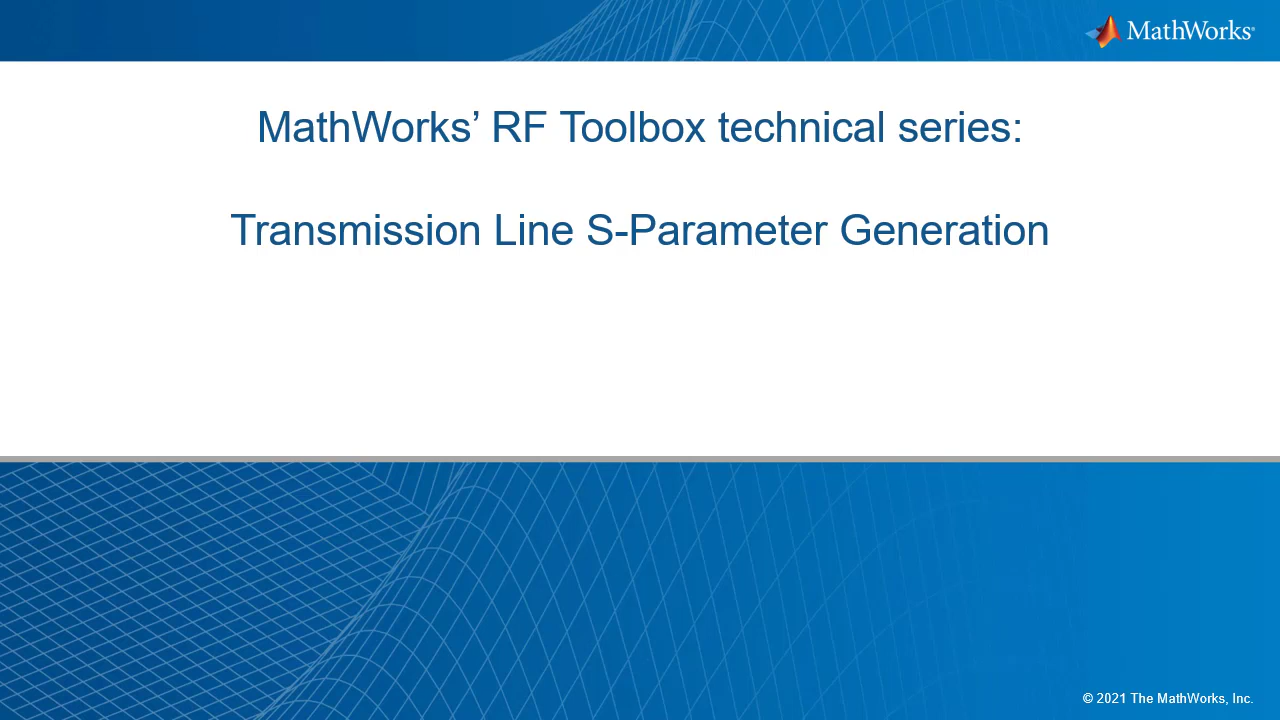 MathWorks®
MathWorks’ RF Toolbox technical series:
Transmission Line S-Parameter Generation
© 2021 The MathWorks, Inc.